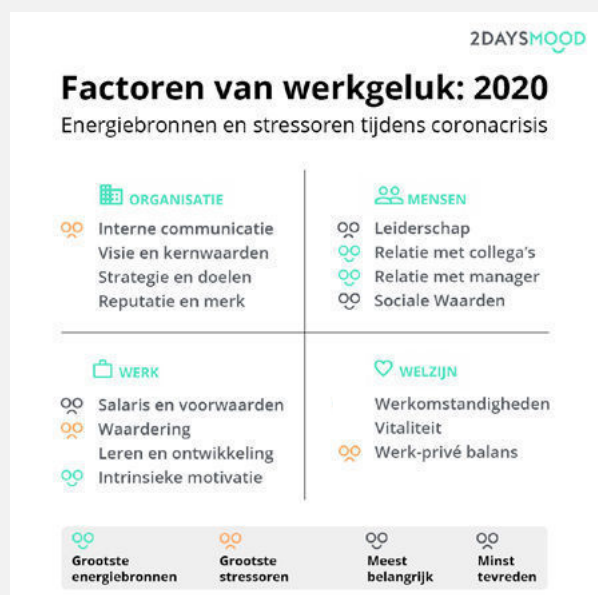 2DAYSMOOD
Factoren van werkgeluk: 2020
Energiebronnen en stressoren tijdens coronacrisis
ORGANISATIE
Interne communicatie
Visie en kernwaarden
Strategie en doelen
Reputatie en merk
MENSEN
Leiderschap
Relatie met collega's
Relatie met manager
Sociale Waarden
WERK
Salaris en voorwaarden
Waardering
Leren en ontwikkeling
Intrinsieke motivatie
WELZIJN
Werkomstandigheden
Vitaliteit
Werk-privé balans
Grootste
energiebronnen
Grootste
stressoren
Meest
belangrijk
Minst
tevreden